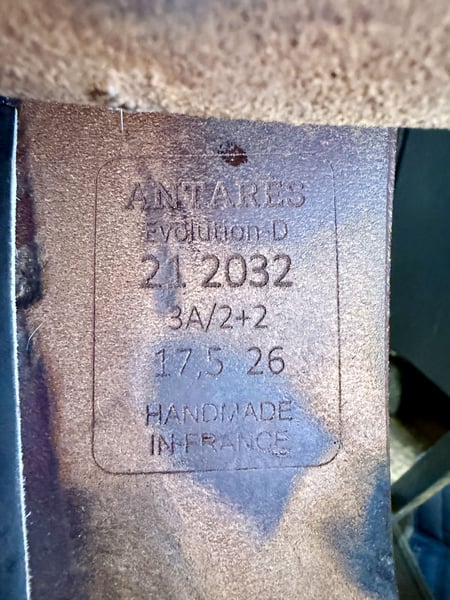 ANTARES
Evolution-D
21 2032
3A/2+2
17,5 26
HANDMADE
IN FRANCE